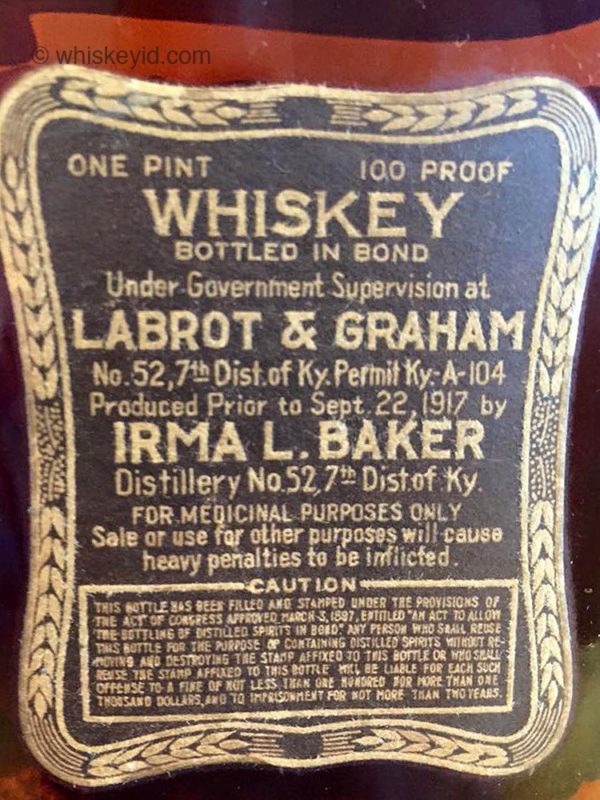 © whiskeyid.com
ONE PINT 100 PROOF
WHISKEY
BOTTLED IN BOND
Under Government Supervision at
LABROT & GRAHAM
No. 52, 7th Dist. of Ky. Permit Ky.-A-104
Produced Prior to Sept. 22, 1917 by
IRMA L. BAKER
Distillery No. 52, 7th Dist of Ky.
FOR MEDICINAL PURPOSES ONLY
Sale or use for other purposes will cause
heavy penalties to be inflicted.
CAUTION
THIS BOTTLE HAS BEEN FILLED AND STAMPED UNDER THE PROVISIONS OF
THE ACT OF CONGRESS APPROVED MARCH 3, 1897, ENTITLED "AN ACT TO ALLOW
THE BOTTLING OF DISTILLED SPIRITS IN BOND." ANY PERSON WHO SHALL REUSE
THIS BOTTLE FOR THE PURPOSE OF CONTAINING DISTILLED SPIRITS WITHOUT RE-
MOVING AND DESTROYING THE STAMP AFFIXED TO THIS BOTTLE OR WHO SHALL
REUSE THE STAMP AFFIXED TO THIS BOTTLE WILL BE LIABLE FOR EACH SUCH
OFFENSE TO A FINE OF NOT LESS THAN ONE HUNDRED NOR MORE THAN ONE
THOUSAND DOLLARS, AND TO IMPRISONMENT FOR NOT MORE THAN TWO YEARS.